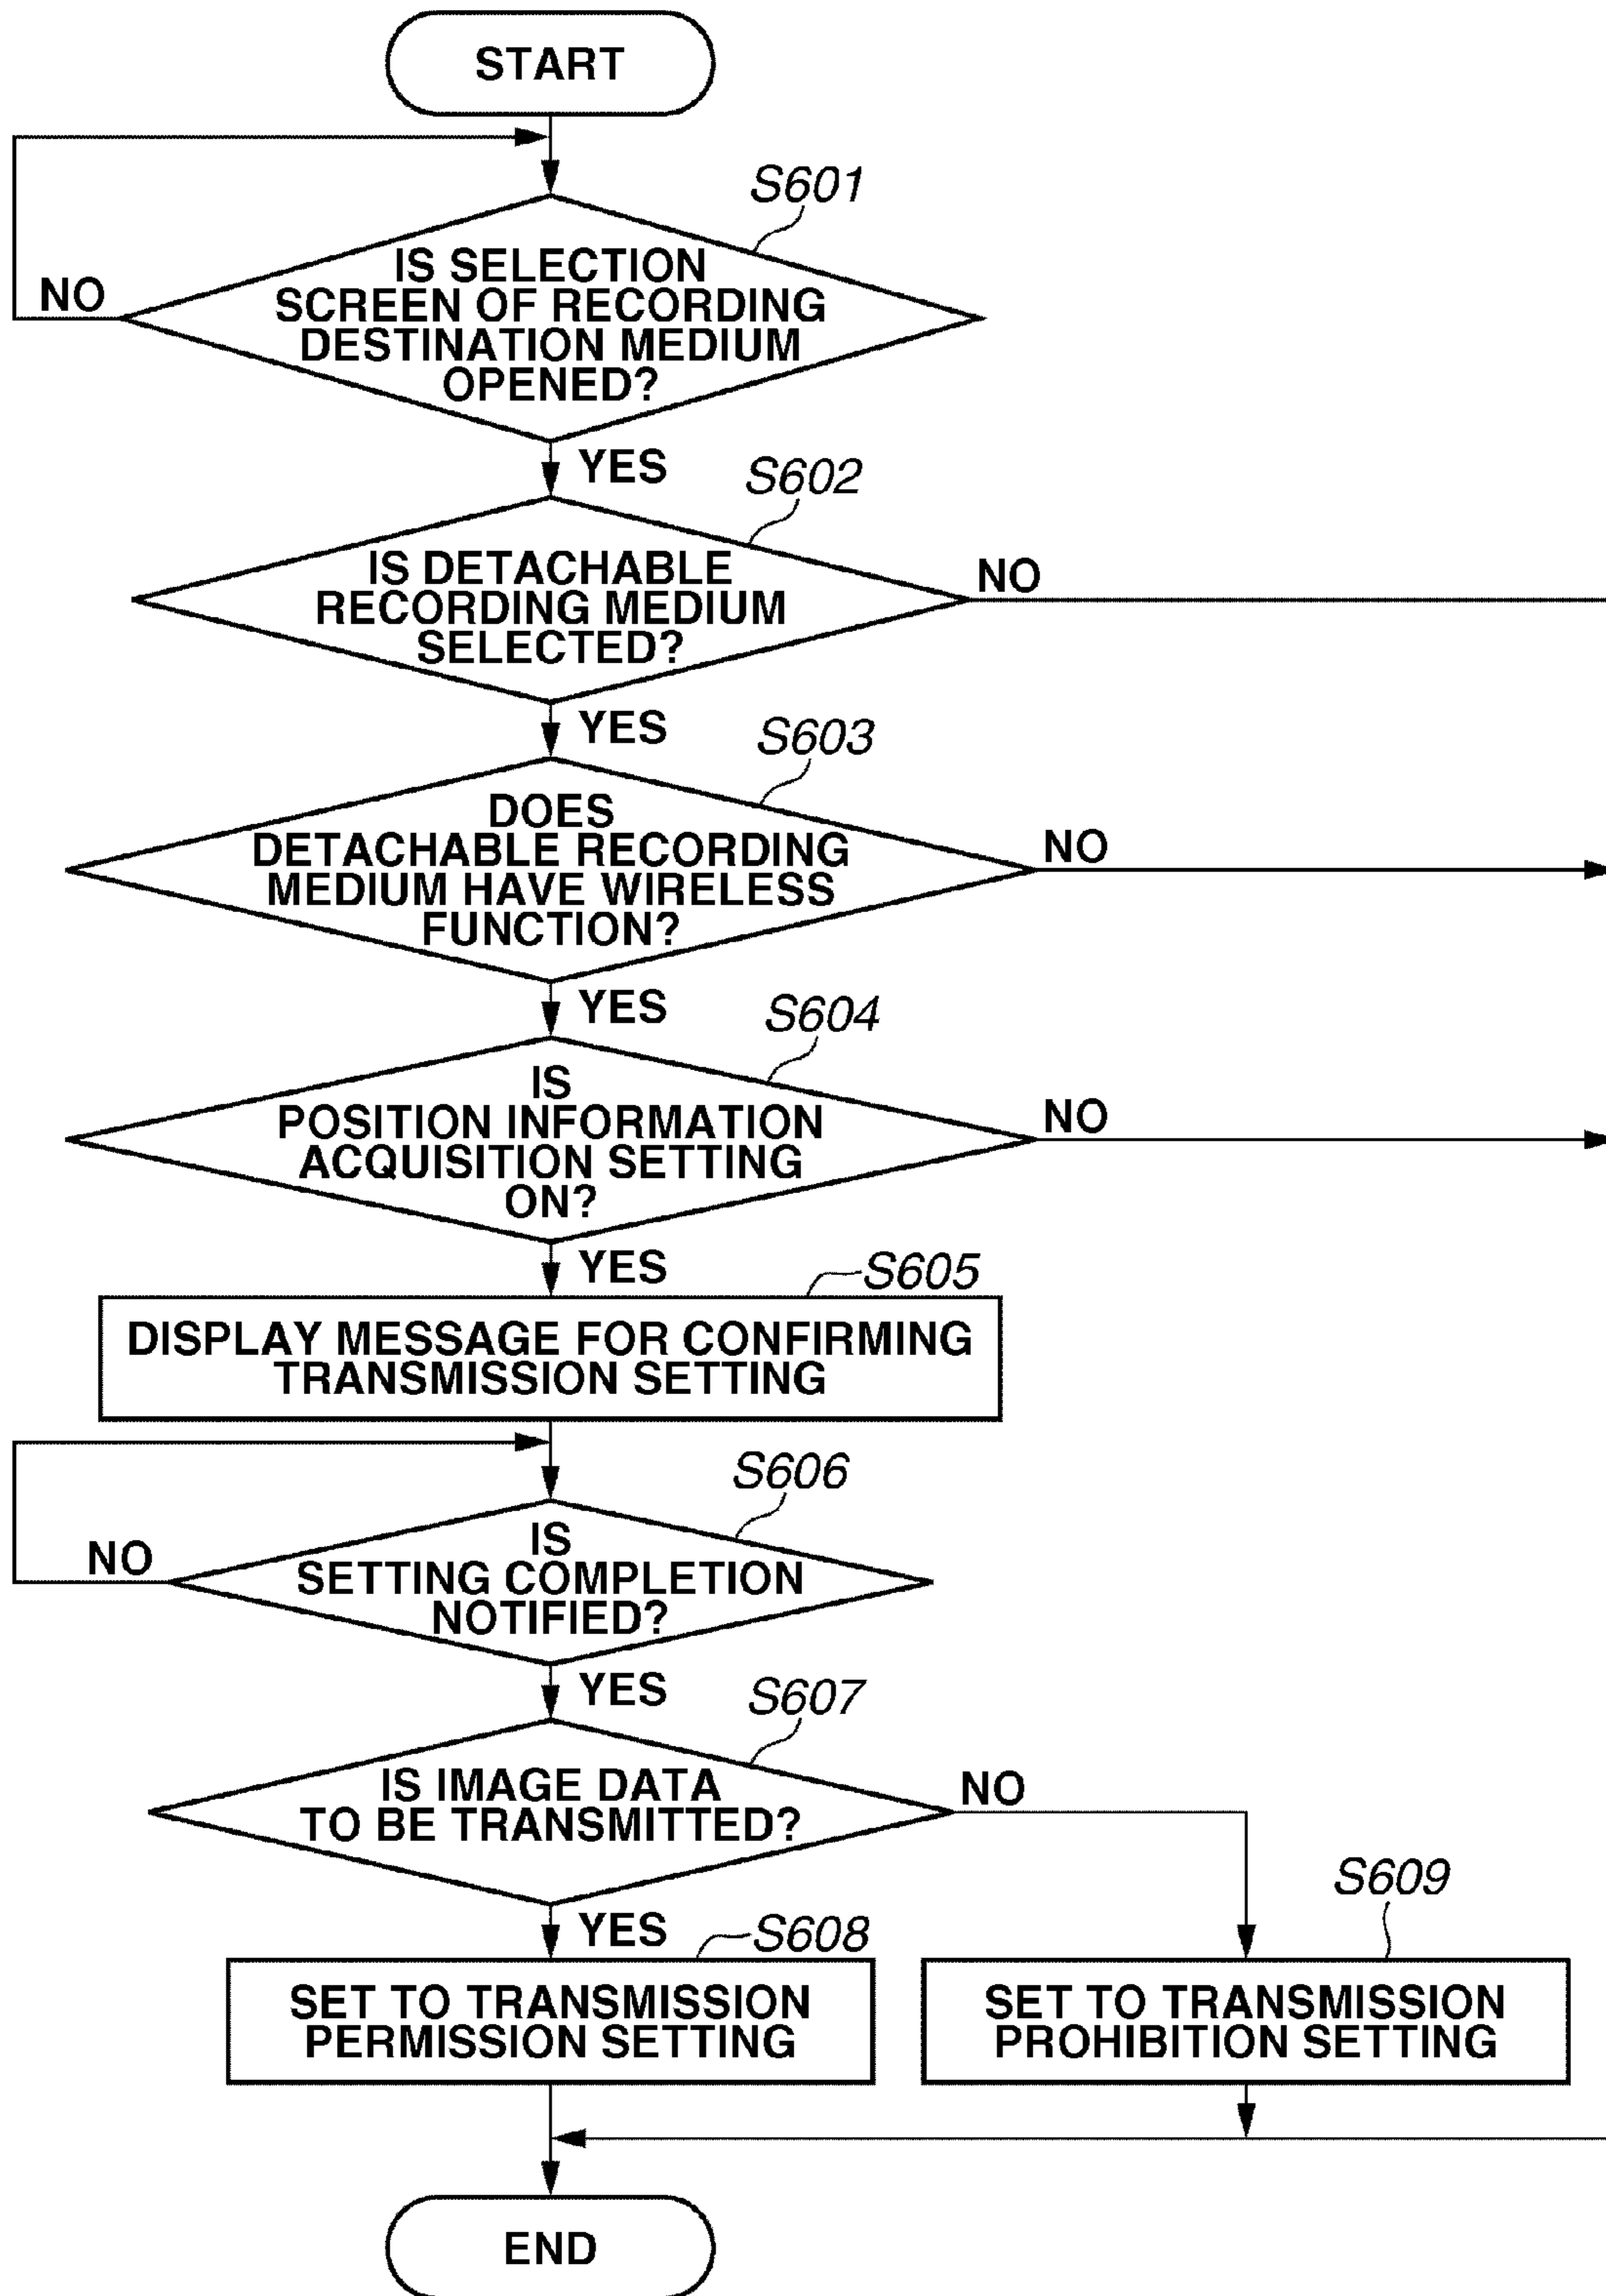 START
S601
IS SELECTION
SCREEN OF RECORDING
DESTINATION MEDIUM
OPENED?
NO
YES
S602
IS DETACHABLE
RECORDING MEDIUM
SELECTED?
NO
YES
S603
DOES
DETACHABLE RECORDING
MEDIUM HAVE WIRELESS
FUNCTION?
NO
YES
S604
IS
POSITION INFORMATION
ACQUISITION SETTING
ON?
NO
YES
S605
DISPLAY MESSAGE FOR CONFIRMING
TRANSMISSION SETTING
S606
IS
SETTING COMPLETION
NOTIFIED?
NO
YES
S607
IS IMAGE DATA
TO BE TRANSMITTED?
NO
YES
S608
SET TO TRANSMISSION
PERMISSION SETTING
S609
SET TO TRANSMISSION
PROHIBITION SETTING
END